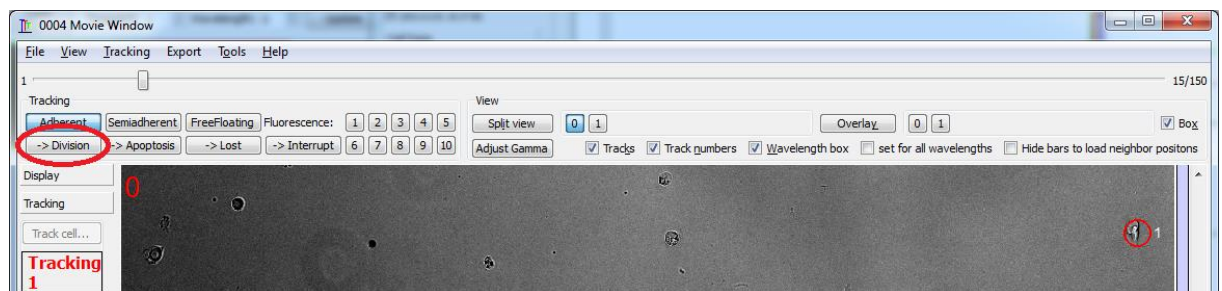 0004 Movie Window
File View Tracking Export Tools Help
1 15/150
Tracking View
Adherent Semiadherent FreeFloating Fluorescence: 1 2 3 4 5 Split view 0 1 Overlay 0 1 Box
-> Division -> Apoptosis -> Lost -> Interrupt 6 7 8 9 10 Adjust Gamma Tracks Track numbers Wavelength box set for all wavelengths Hide bars to load neighbor positons
Display
0
Tracking
Track cell...
1
Tracking
1